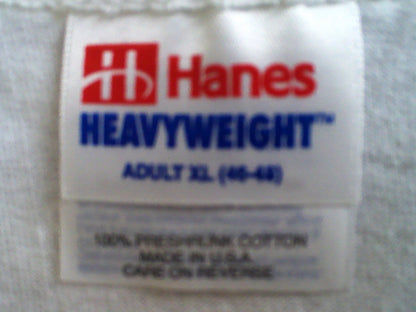 Hanes
HEAVYWEIGHT™
ADULT XL (46-48)
100% PRESHRUNK COTTON
MADE IN U.S.A.
CARE ON REVERSE